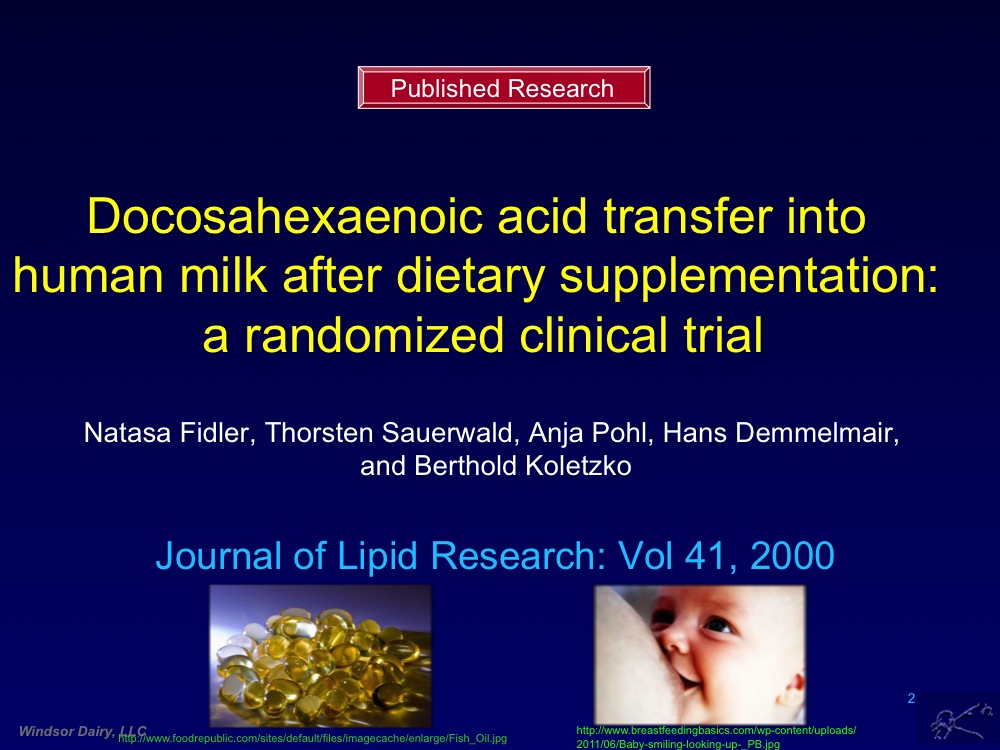 Published Research
Docosahexaenoic acid transfer into
human milk after dietary supplementation:
a randomized clinical trial
Natasa Fidler, Thorsten Sauerwald, Anja Pohl, Hans Demmelmair,
and Berthold Koletzko
Journal of Lipid Research: Vol 41, 2000
2
Windsor Dairy, LLC
http://www.foodrepublic.com/sites/default/files/imagecache/enlarge/Fish_Oil.jpg
http://www.breastfeedingbasics.com/wp-content/uploads/
2011/06/Baby-smiling-looking-up-_PB.jpg